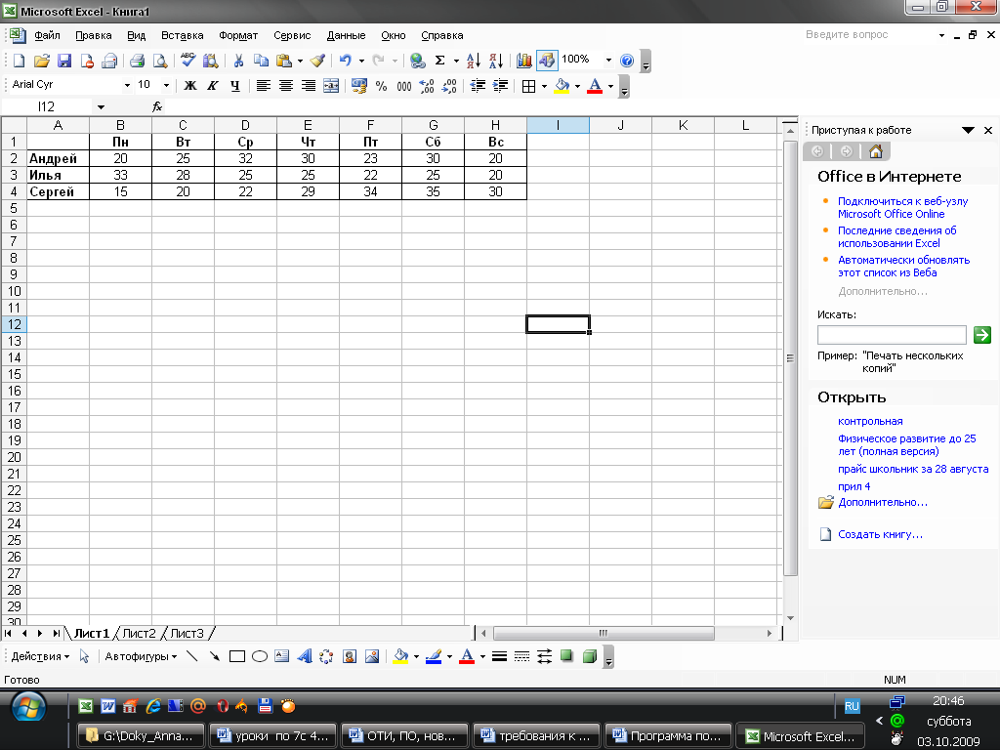 Microsoft Excel - Книга1
Файл Правка Вид Вставка Формат Сервис Данные Окно Справка
Введите вопрос
100%
Arial Cyr 10 Ж К Ч % 000
I12 fx
A B C D E F G H I J K L
1 Пн Вт Ср Чт Пт Сб Вс
2 Андрей 20 25 32 30 23 30 20
3 Илья 33 28 25 25 22 25 20
4 Сергей 15 20 22 29 34 35 30
5
6
7
8
9
10
11
12
13
14
15
16
17
18
19
20
21
22
23
24
25
26
27
28
29
30
Приступая к работе
Office в Интернете
Подключиться к веб-узлу
Microsoft Office Online
Последние сведения об
использовании Excel
Автоматически обновлять
этот список из Веба
Дополнительно...
Искать:
Пример: "Печать нескольких
копий"
Открыть
контрольная
Физическое развитие до 25
лет (полная версия)
прайс школьник за 28 августа
прил 4
Дополнительно...
Создать книгу...
Лист1 Лист2 Лист3
Действия Автофигуры
Готово
NUM
RU
20:46
суббота
03.10.2009
G:\Doky_Anna... уроки по 7с 4... ОТИ, ПО, нов... требования к ... Программа по... Microsoft Excel...